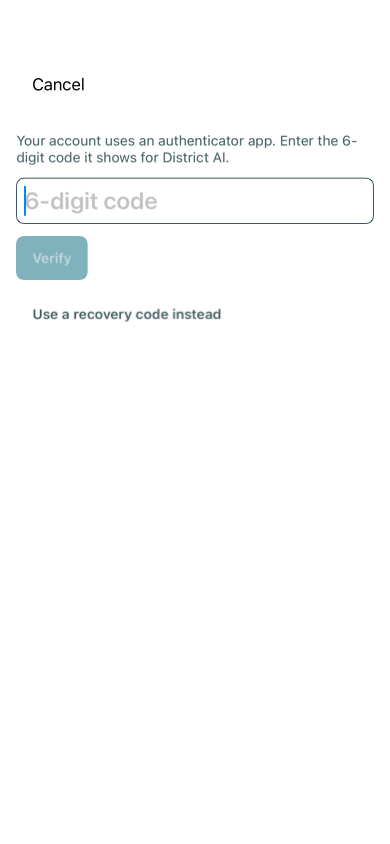 Cancel
Your account uses an authenticator app. Enter the 6-
digit code it shows for District AI.
6-digit code
Verify
Use a recovery code instead